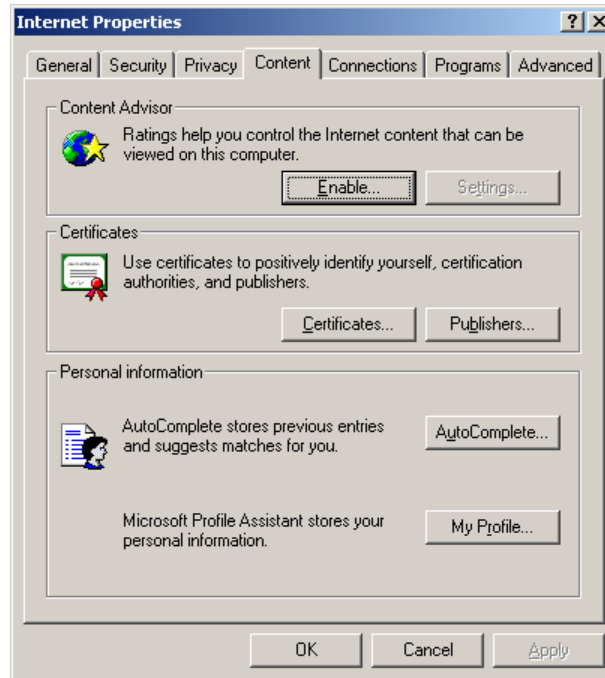 Internet Properties
General Security Privacy Content Connections Programs Advanced
Content Advisor
Ratings help you control the Internet content that can be
viewed on this computer.
Enable... Settings...
Certificates
Use certificates to positively identify yourself, certification
authorities, and publishers.
Certificates... Publishers...
Personal information
AutoComplete stores previous entries
and suggests matches for you.
AutoComplete...
Microsoft Profile Assistant stores your
personal information.
My Profile...
OK Cancel Apply